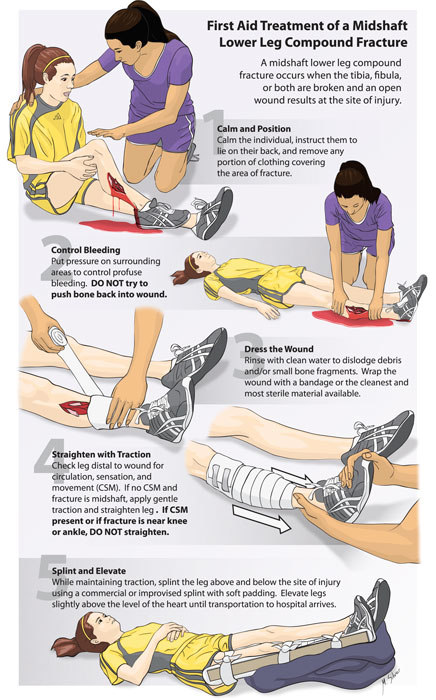 First Aid Treatment of a Midshaft
Lower Leg Compound Fracture
A midshaft lower leg compound
fracture occurs when the tibia, fibula,
or both are broken and an open
wound results at the site of injury.
1
Calm and Position
Calm the individual, instruct them to
lie on their back, and remove any
portion of clothing covering
the area of fracture.
2
Control Bleeding
Put pressure on surrounding
areas to control profuse
bleeding. DO NOT try to
push bone back into wound.
3
Dress the Wound
Rinse with clean water to dislodge debris
and/or small bone fragments. Wrap the
wound with a bandage or the cleanest and
most sterile material available.
4
Straighten with Traction
Check leg distal to wound for
circulation, sensation, and
movement (CSM). If no CSM and
fracture is midshaft, apply gentle
traction and straighten leg . If CSM
present or if fracture is near knee
or ankle, DO NOT straighten.
5
Splint and Elevate
While maintaining traction, splint the leg above and below the site of injury
using a commercial or improvised splint with soft padding. Elevate legs
slightly above the level of the heart until transportation to hospital arrives.